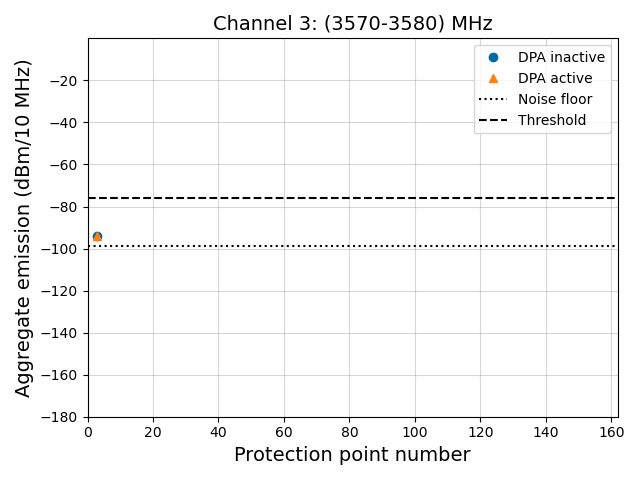 Channel 3: (3570-3580) MHz
DPA inactive
DPA active
Noise floor
Threshold
Aggregate emission (dBm/10 MHz)
−20
−40
−60
−80
−100
−120
−140
−160
−180
0 20 40 60 80 100 120 140 160
Protection point number